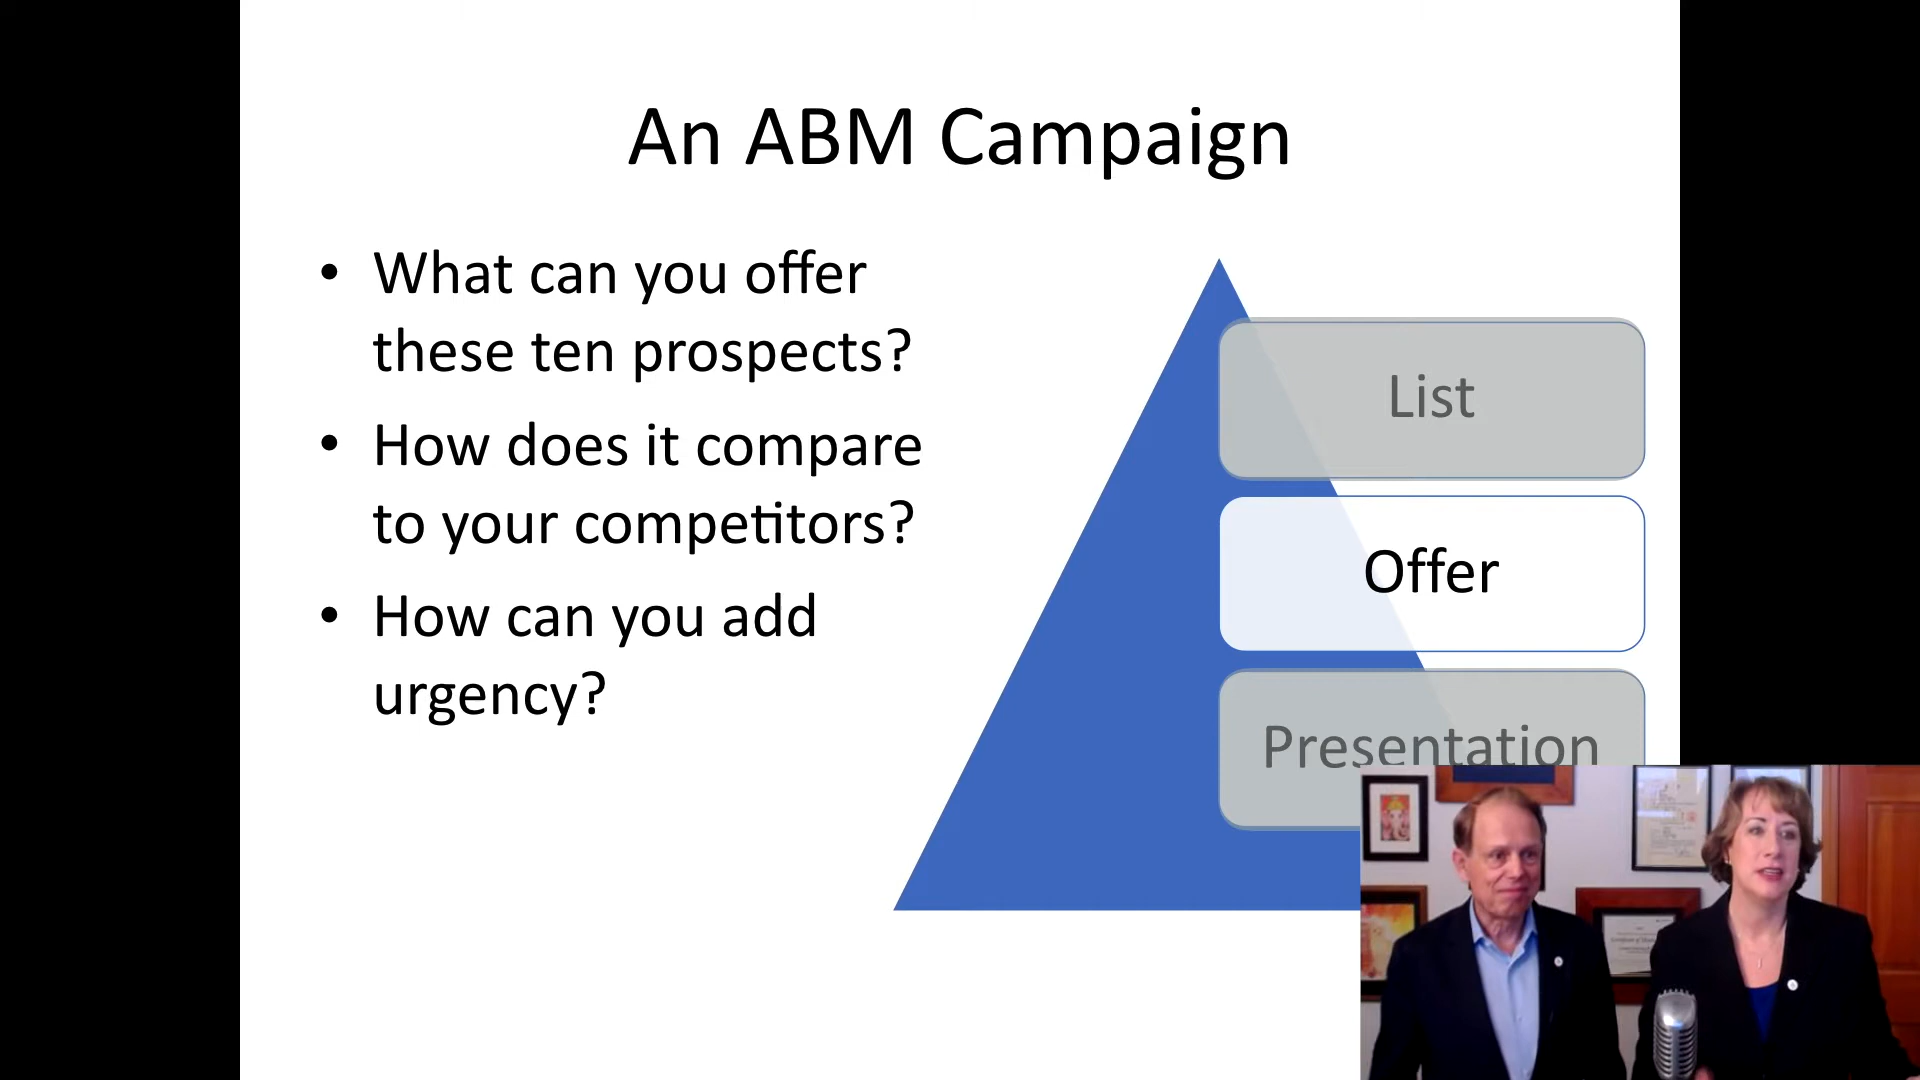 An ABM Campaign
• What can you offer
these ten prospects?
• How does it compare
to your competitors?
• How can you add
urgency?
List
Offer
Presentation